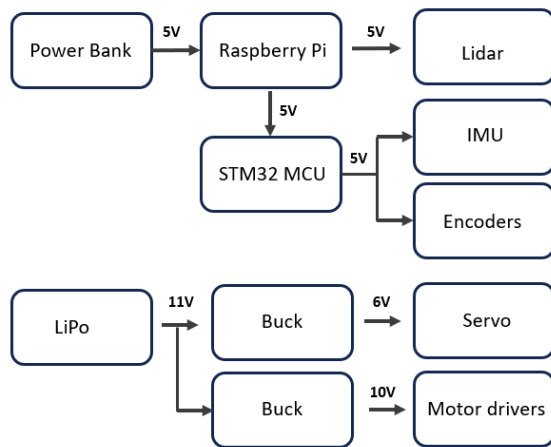 Power Bank
5V
Raspberry Pi
5V
Lidar
5V
STM32 MCU
5V
IMU
Encoders
LiPo
11V
Buck
6V
Servo
Buck
10V
Motor drivers